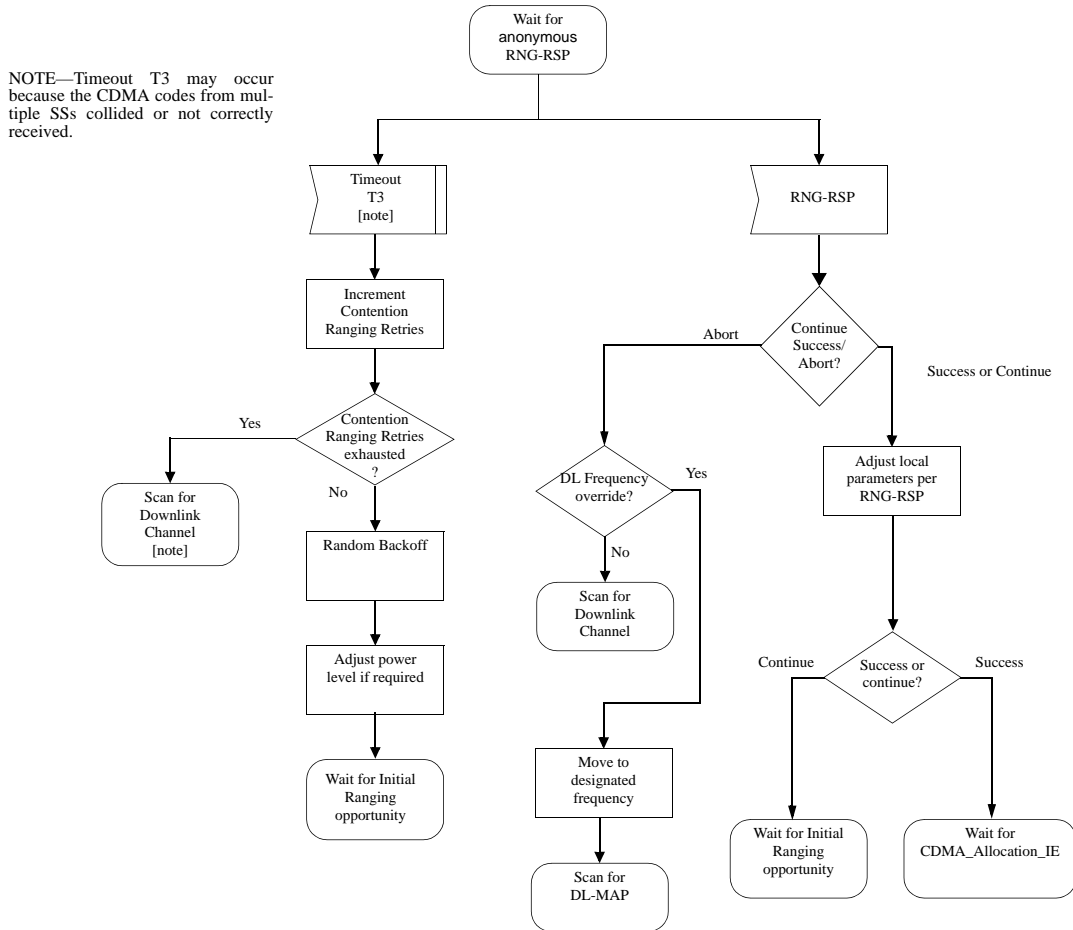 Wait for
anonymous
RNG-RSP
NOTE—Timeout T3 may occur
because the CDMA codes from mul-
tiple SSs collided or not correctly
received.
Timeout
T3
[note]
RNG-RSP
Increment
Contention
Ranging Retries
Continue
Success/
Abort?
Abort
Success or Continue
Contention
Ranging Retries
exhausted
?
Yes
No
Scan for
Downlink
Channel
[note]
Random Backoff
Adjust power
level if required
Wait for Initial
Ranging
opportunity
DL Frequency
override?
Yes
No
Scan for
Downlink
Channel
Move to
designated
frequency
Scan for
DL-MAP
Adjust local
parameters per
RNG-RSP
Success or
continue?
Continue
Success
Wait for Initial
Ranging
opportunity
Wait for
CDMA_Allocation_IE